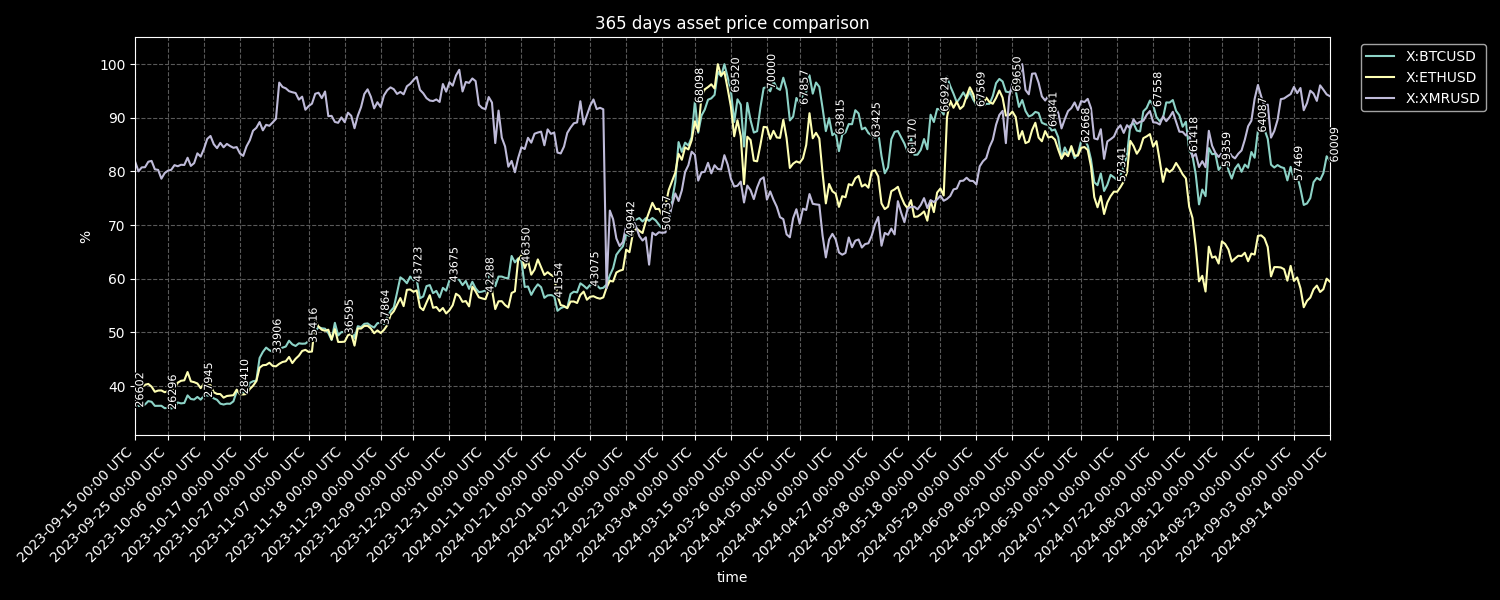 365 days asset price comparison
X:BTCUSD
X:ETHUSD
X:XMRUSD
100
90
80
70
60
50
40
%
26602
26296
27945
28410
33906
35416
36595
37864
43723
43675
42288
46350
41554
43075
49942
50737
68098
69520
70000
67857
63815
63425
61170
66924
67569
69650
64841
62668
57341
67558
61418
59359
64087
57469
60009
2023-09-15 00:00 UTC
2023-09-25 00:00 UTC
2023-10-06 00:00 UTC
2023-10-17 00:00 UTC
2023-10-27 00:00 UTC
2023-11-07 00:00 UTC
2023-11-18 00:00 UTC
2023-11-29 00:00 UTC
2023-12-09 00:00 UTC
2023-12-20 00:00 UTC
2023-12-31 00:00 UTC
2024-01-11 00:00 UTC
2024-01-21 00:00 UTC
2024-02-01 00:00 UTC
2024-02-12 00:00 UTC
2024-02-23 00:00 UTC
2024-03-04 00:00 UTC
2024-03-15 00:00 UTC
2024-03-26 00:00 UTC
2024-04-05 00:00 UTC
2024-04-16 00:00 UTC
2024-04-27 00:00 UTC
2024-05-08 00:00 UTC
2024-05-18 00:00 UTC
2024-05-29 00:00 UTC
2024-06-09 00:00 UTC
2024-06-20 00:00 UTC
2024-06-30 00:00 UTC
2024-07-11 00:00 UTC
2024-07-22 00:00 UTC
2024-08-02 00:00 UTC
2024-08-12 00:00 UTC
2024-08-23 00:00 UTC
2024-09-03 00:00 UTC
2024-09-14 00:00 UTC
time